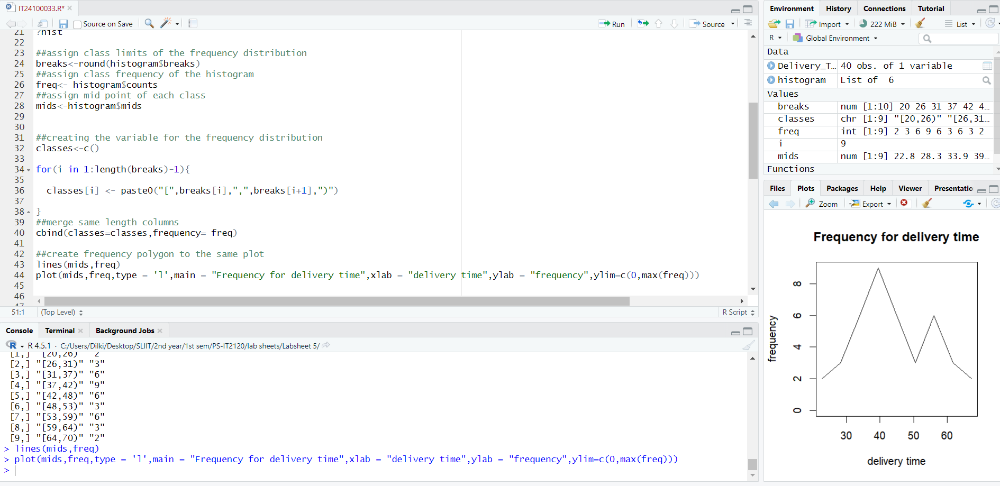 IT24100033.R*
Source on Save
Run
Source
21 ?hist
22
23 ##assign class limits of the frequency distribution
24 breaks<-round(histogram$breaks)
25 ##assign class frequency of the histogram
26 freq<- histogram$counts
27 ##assign mid point of each class
28 mids<-histogram$mids
29
30
31 ##creating the variable for the frequency distribution
32 classes<-c()
33
34 for(i in 1:length(breaks)-1){
35
36   classes[i] <- paste0("[",breaks[i],",",breaks[i+1],")")
37
38 }
39 ##merge same length columns
40 cbind(classes=classes,frequency= freq)
41
42 ##create frequency polygon to the same plot
43 lines(mids,freq)
44 plot(mids,freq,type = 'l',main = "Frequency for delivery time",xlab = "delivery time",ylab = "frequency",ylim=c(0,max(freq)))
45
46
47
51:1 (Top Level) R Script
Console Terminal Background Jobs
R 4.5.1 · C:/Users/Dilki/Desktop/SLIIT/2nd year/1st sem/PS-IT2120/lab sheets/Labsheet 5/
[1,] "[20,26)" "2"
[2,] "[26,31)" "3"
[3,] "[31,37)" "6"
[4,] "[37,42)" "9"
[5,] "[42,48)" "6"
[6,] "[48,53)" "3"
[7,] "[53,59)" "6"
[8,] "[59,64)" "3"
[9,] "[64,70)" "2"
> lines(mids,freq)
> plot(mids,freq,type = 'l',main = "Frequency for delivery time",xlab = "delivery time",ylab = "frequency",ylim=c(0,max(freq)))
>
Environment History Connections Tutorial
Import 222 MiB List
R Global Environment
Data
Delivery_T... 40 obs. of 1 variable
histogram List of 6
Values
breaks num [1:10] 20 26 31 37 42 4...
classes chr [1:9] "[20,26)" "[26,31...
freq int [1:9] 2 3 6 9 6 3 6 3 2
i 9
mids num [1:9] 22.8 28.3 33.9 39...
Functions
Files Plots Packages Help Viewer Presentatio
Zoom Export
Frequency for delivery time
frequency
8
6
4
2
0
30 40 50 60
delivery time